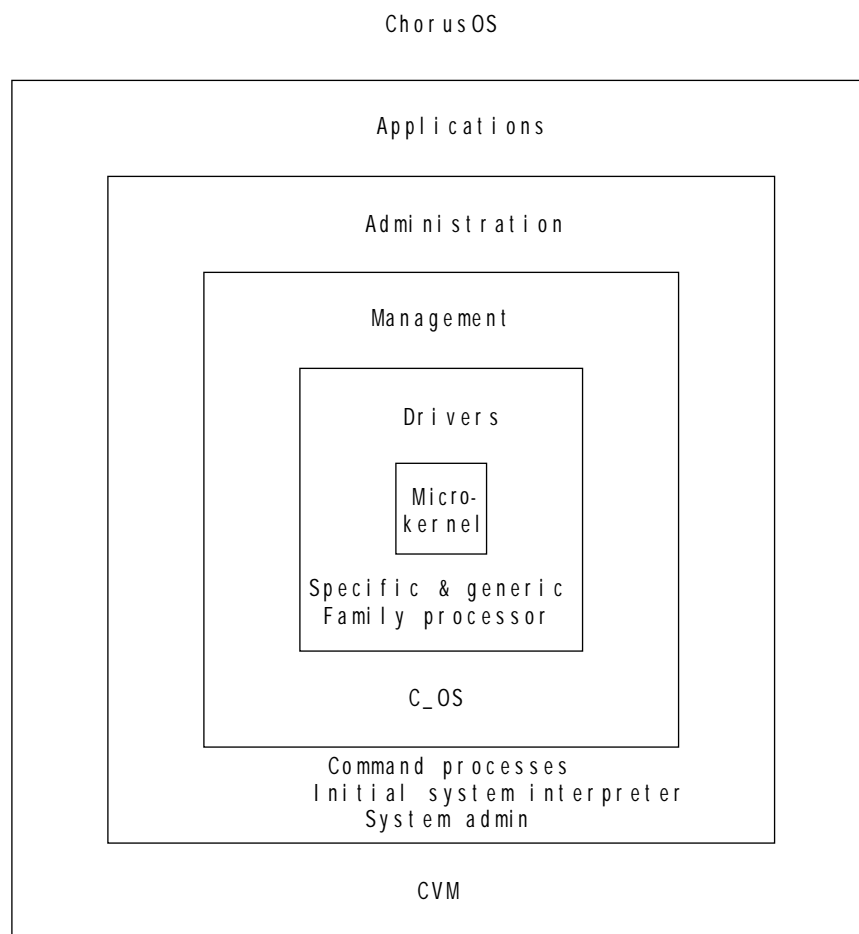 ChorusOS
Applications
Administration
Management
Drivers
Micro-
kernel
Specific & generic
Family processor
C_OS
Command processes
Initial system interpreter
System admin
CVM